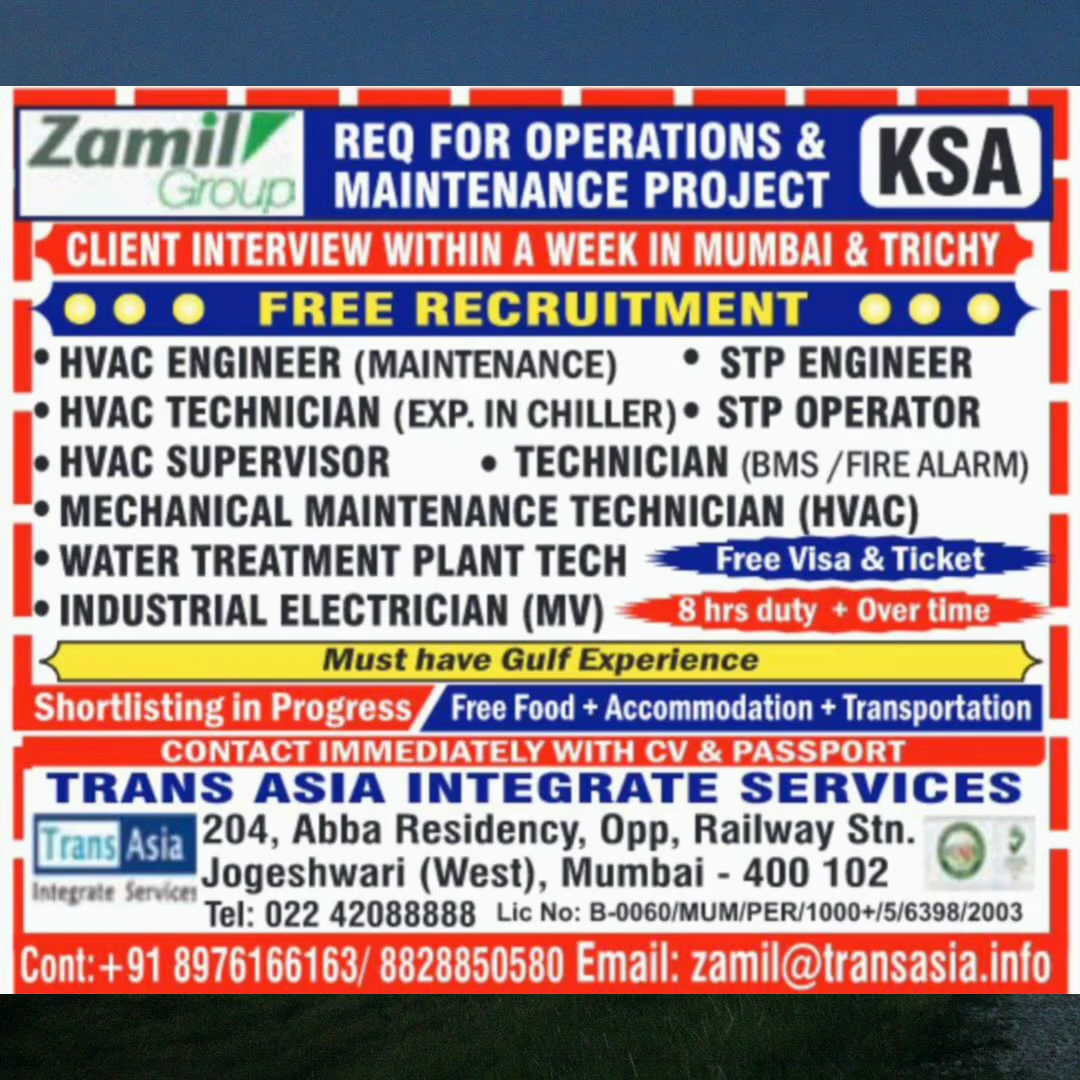 Zamil Group
REQ FOR OPERATIONS &
MAINTENANCE PROJECT
KSA
CLIENT INTERVIEW WITHIN A WEEK IN MUMBAI & TRICHY
FREE RECRUITMENT
• HVAC ENGINEER (MAINTENANCE) • STP ENGINEER
• HVAC TECHNICIAN (EXP. IN CHILLER) • STP OPERATOR
• HVAC SUPERVISOR • TECHNICIAN (BMS /FIRE ALARM)
• MECHANICAL MAINTENANCE TECHNICIAN (HVAC)
• WATER TREATMENT PLANT TECH Free Visa & Ticket
• INDUSTRIAL ELECTRICIAN (MV) 8 hrs duty + Over time
Must have Gulf Experience
Shortlisting in Progress / Free Food + Accommodation + Transportation
CONTACT IMMEDIATELY WITH CV & PASSPORT
TRANS ASIA INTEGRATE SERVICES
Trans Asia
Integrate Services
204, Abba Residency, Opp, Railway Stn.
Jogeshwari (West), Mumbai - 400 102
Tel: 022 42088888 Lic No: B-0060/MUM/PER/1000+/5/6398/2003
Cont:+91 8976166163/ 8828850580 Email: zamil@transasia.info